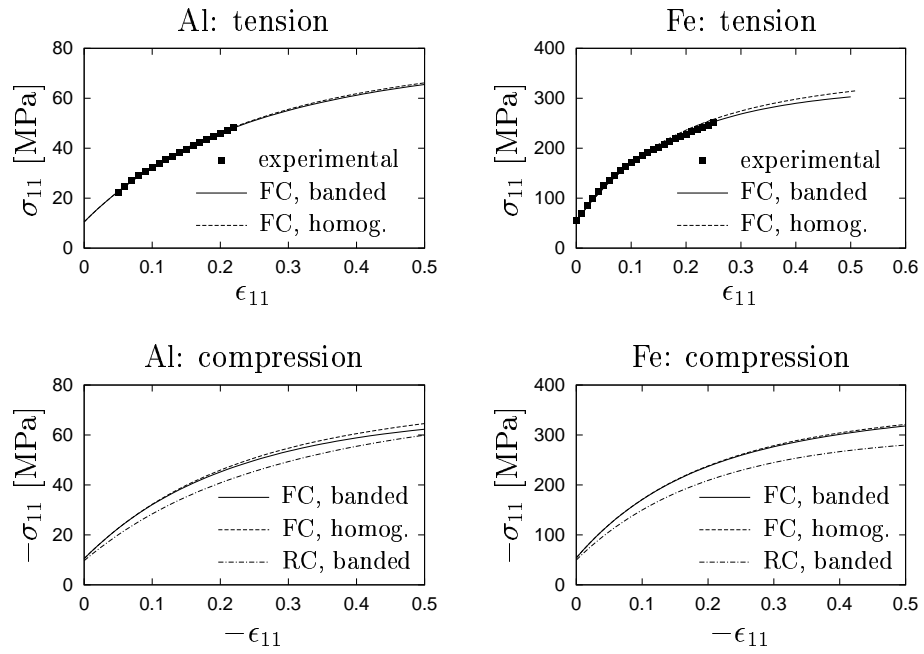 Al: tension
σ11 [MPa]
80
60
40
20
0
experimental
FC, banded
FC, homog.
0 0.1 0.2 0.3 0.4 0.5
ϵ11
Fe: tension
σ11 [MPa]
400
300
200
100
0
experimental
FC, banded
FC, homog.
0 0.1 0.2 0.3 0.4 0.5 0.6
ϵ11
Al: compression
−σ11 [MPa]
80
60
40
20
0
FC, banded
FC, homog.
RC, banded
0 0.1 0.2 0.3 0.4 0.5
−ϵ11
Fe: compression
−σ11 [MPa]
400
300
200
100
0
FC, banded
FC, homog.
RC, banded
0 0.1 0.2 0.3 0.4 0.5
−ϵ11